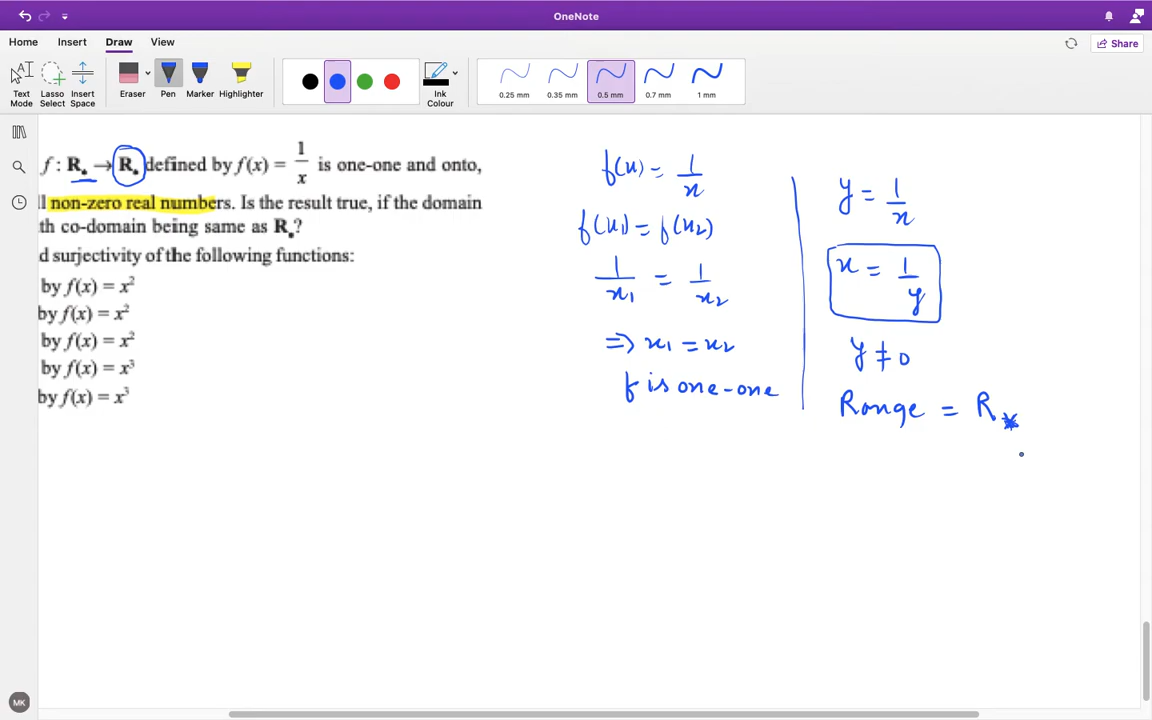 OneNote
Home Insert Draw View
Share
Text Mode
Lasso Select
Insert Space
Eraser
Pen
Marker
Highlighter
Ink Colour
0.25 mm
0.35 mm
0.5 mm
0.7 mm
1 mm
f : R* → R* defined by f(x) = 1/x is one-one and onto,
l non-zero real numbers. Is the result true, if the domain
th co-domain being same as R*?
d surjectivity of the following functions:
by f(x) = x²
by f(x) = x²
by f(x) = x²
by f(x) = x³
by f(x) = x³
f(x) = 1/x
f(x₁) = f(x₂)
1/x₁ = 1/x₂
⇒ x₁ = x₂
f is one-one
y = 1/x
x = 1/y
y ≠ 0
Range = R*
MK